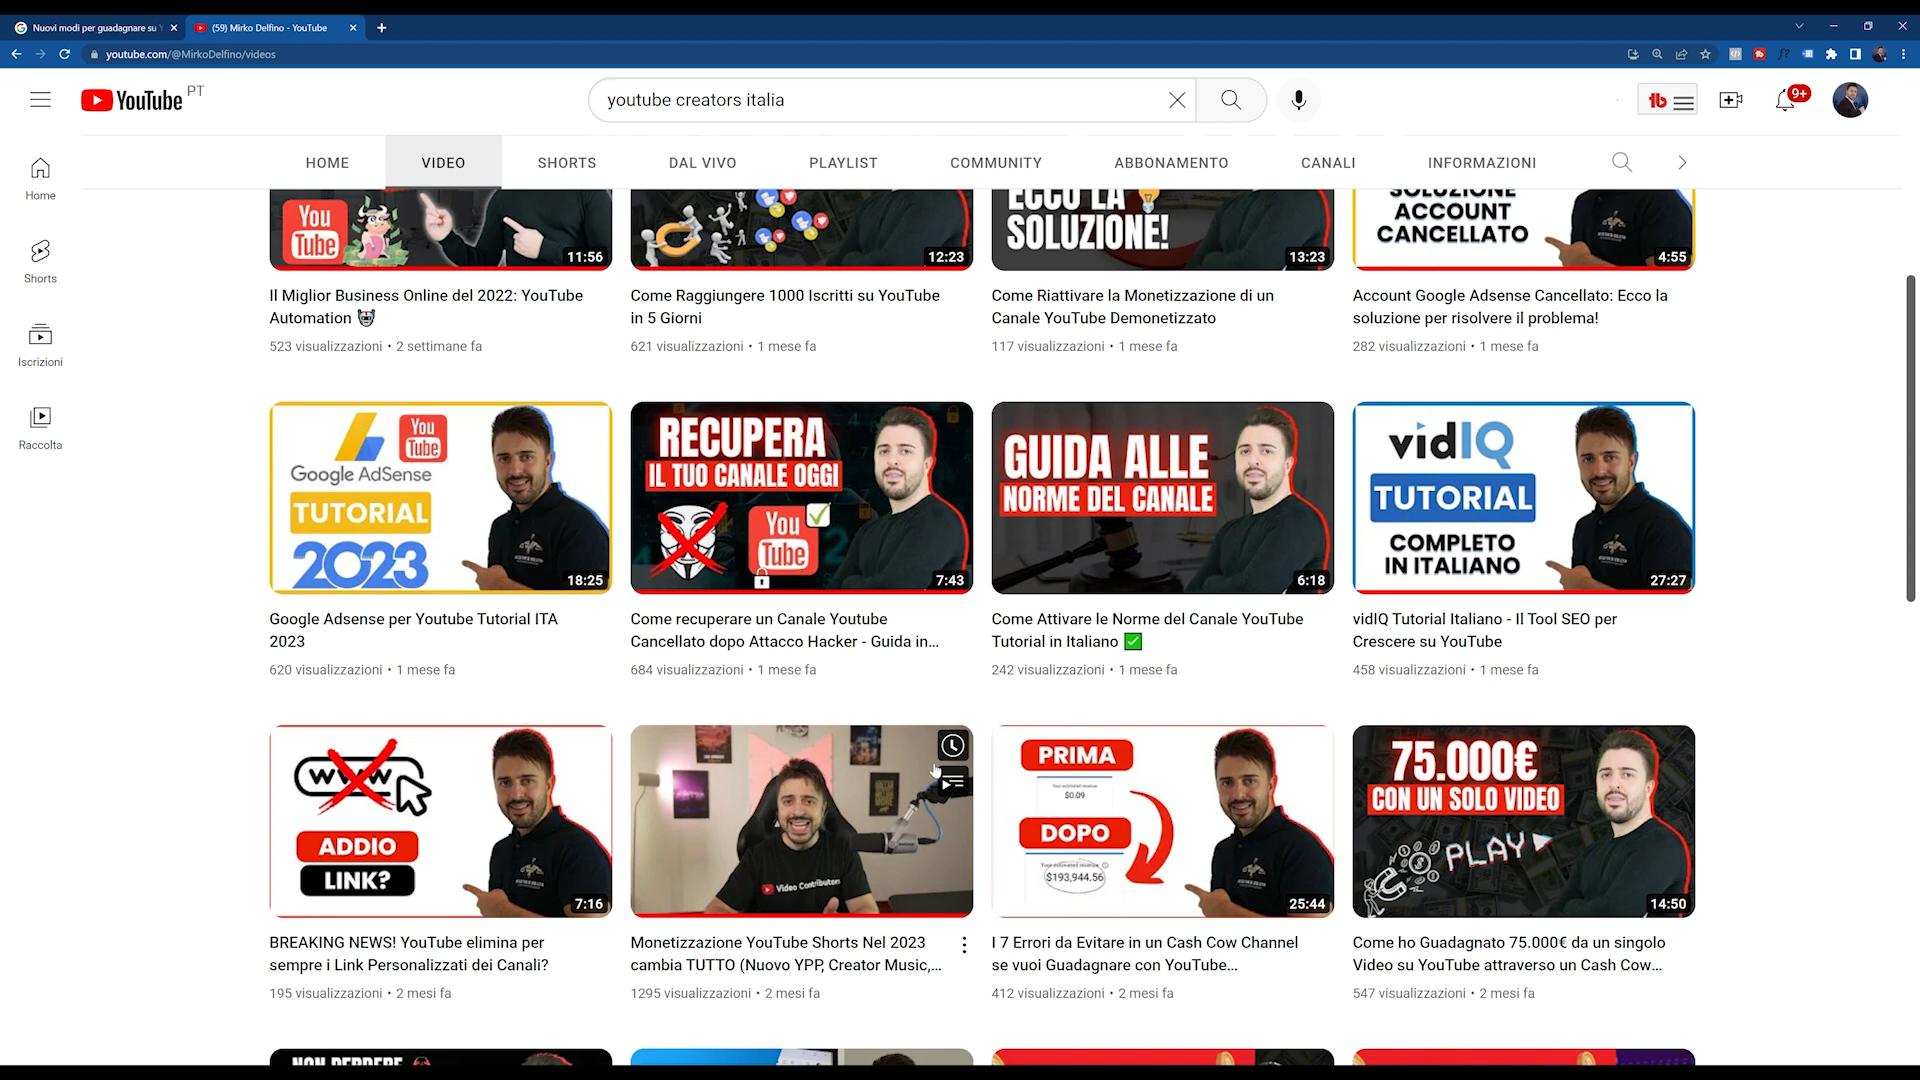 Nuovi modi per guadagnare su Y
(59) Mirko Delfino - YouTube
youtube.com/@MirkoDelfino/videos
YouTube PT
youtube creators italia
tb
9+
HOME VIDEO SHORTS DAL VIVO PLAYLIST COMMUNITY ABBONAMENTO CANALI INFORMAZIONI
Home
Shorts
Iscrizioni
Raccolta
You
Tube
11:56
12:23
ECCO LA
SOLUZIONE!
13:23
SOLUZIONE
ACCOUNT
CANCELLATO
4:55
Il Miglior Business Online del 2022: YouTube
Automation
523 visualizzazioni • 2 settimane fa
Come Raggiungere 1000 Iscritti su YouTube
in 5 Giorni
621 visualizzazioni • 1 mese fa
Come Riattivare la Monetizzazione di un
Canale YouTube Demonetizzato
117 visualizzazioni • 1 mese fa
Account Google Adsense Cancellato: Ecco la
soluzione per risolvere il problema!
282 visualizzazioni • 1 mese fa
You
Tube
Google AdSense
TUTORIAL
2023
18:25
RECUPERA
IL TUO CANALE OGGI
You
Tube
7:43
GUIDA ALLE
NORME DEL CANALE
6:18
vidIQ
TUTORIAL
COMPLETO
IN ITALIANO
27:27
Google Adsense per Youtube Tutorial ITA
2023
620 visualizzazioni • 1 mese fa
Come recuperare un Canale Youtube
Cancellato dopo Attacco Hacker - Guida in...
684 visualizzazioni • 1 mese fa
Come Attivare le Norme del Canale YouTube
Tutorial in Italiano ✅
242 visualizzazioni • 1 mese fa
vidIQ Tutorial Italiano - Il Tool SEO per
Crescere su YouTube
458 visualizzazioni • 1 mese fa
www
ADDIO
LINK?
7:16
Video Contributors
PRIMA
$0.09
DOPO
Your estimated revenue
$193,944.56
25:44
75.000€
CON UN SOLO VIDEO
PLAY
14:50
BREAKING NEWS! YouTube elimina per
sempre i Link Personalizzati dei Canali?
195 visualizzazioni • 2 mesi fa
Monetizzazione YouTube Shorts Nel 2023
cambia TUTTO (Nuovo YPP, Creator Music,...
1295 visualizzazioni • 2 mesi fa
I 7 Errori da Evitare in un Cash Cow Channel
se vuoi Guadagnare con YouTube...
412 visualizzazioni • 2 mesi fa
Come ho Guadagnato 75.000€ da un singolo
Video su YouTube attraverso un Cash Cow...
547 visualizzazioni • 2 mesi fa
NON PERDERE